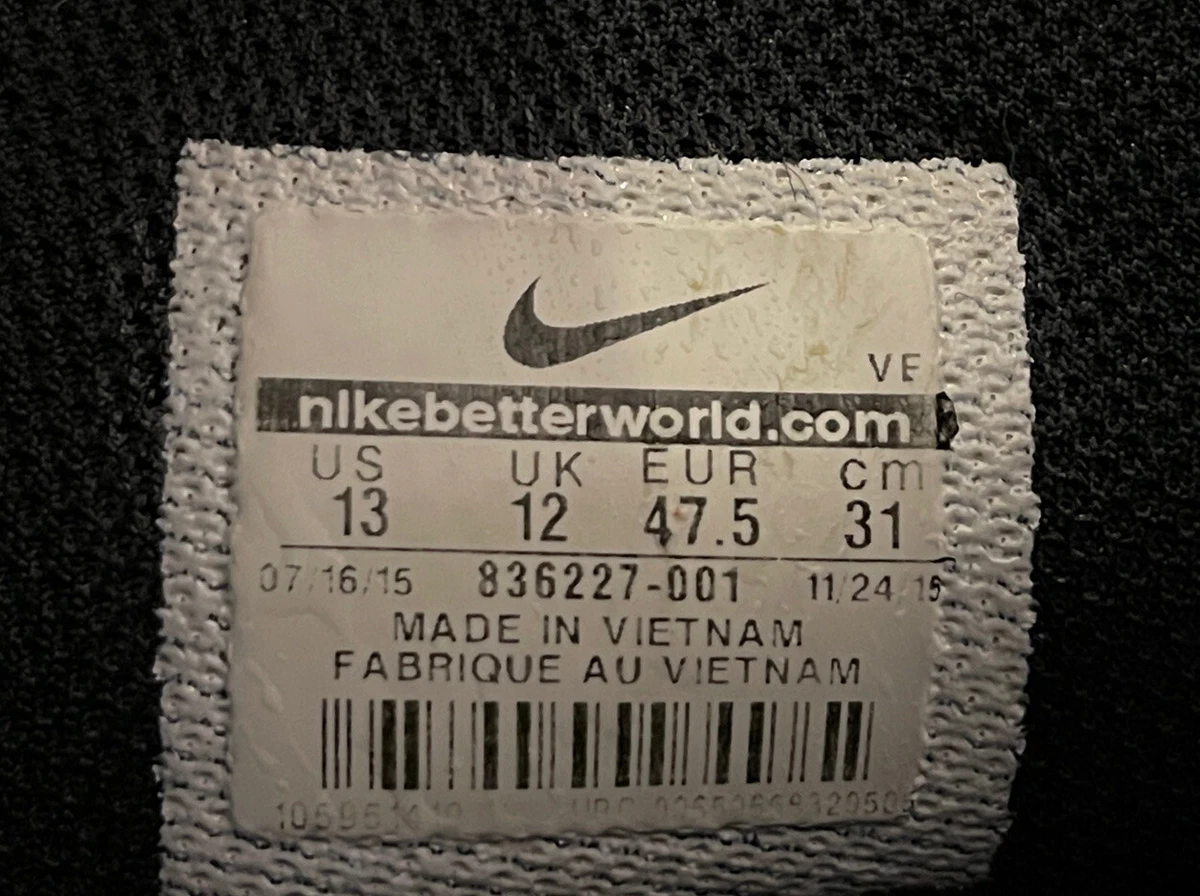 VE
nikebetterworld.com
US UK EUR cm
13 12 47.5 31
07/16/15 836227-001 11/24/15
MADE IN VIETNAM
FABRIQUE AU VIETNAM
UPC